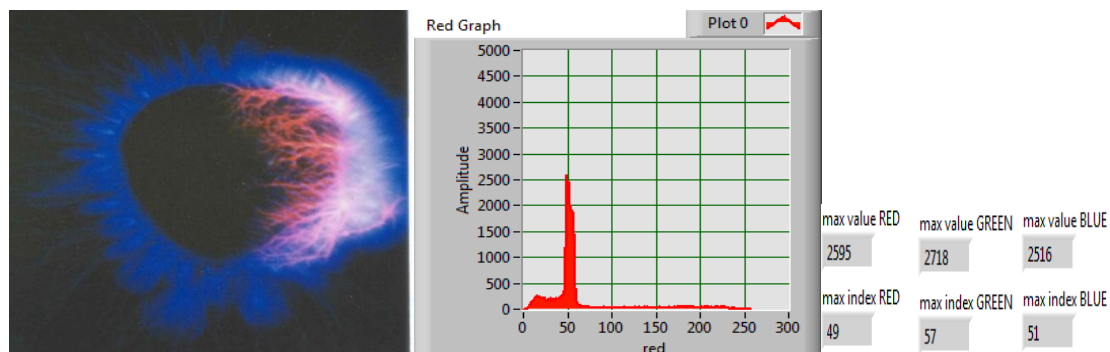 Red Graph
Plot 0
5000
4500
4000
3500
3000
2500
2000
1500
1000
500
0
Amplitude
0 50 100 150 200 250 300
red
max value RED max value GREEN max value BLUE
2595 2718 2516
max index RED max index GREEN max index BLUE
49 57 51